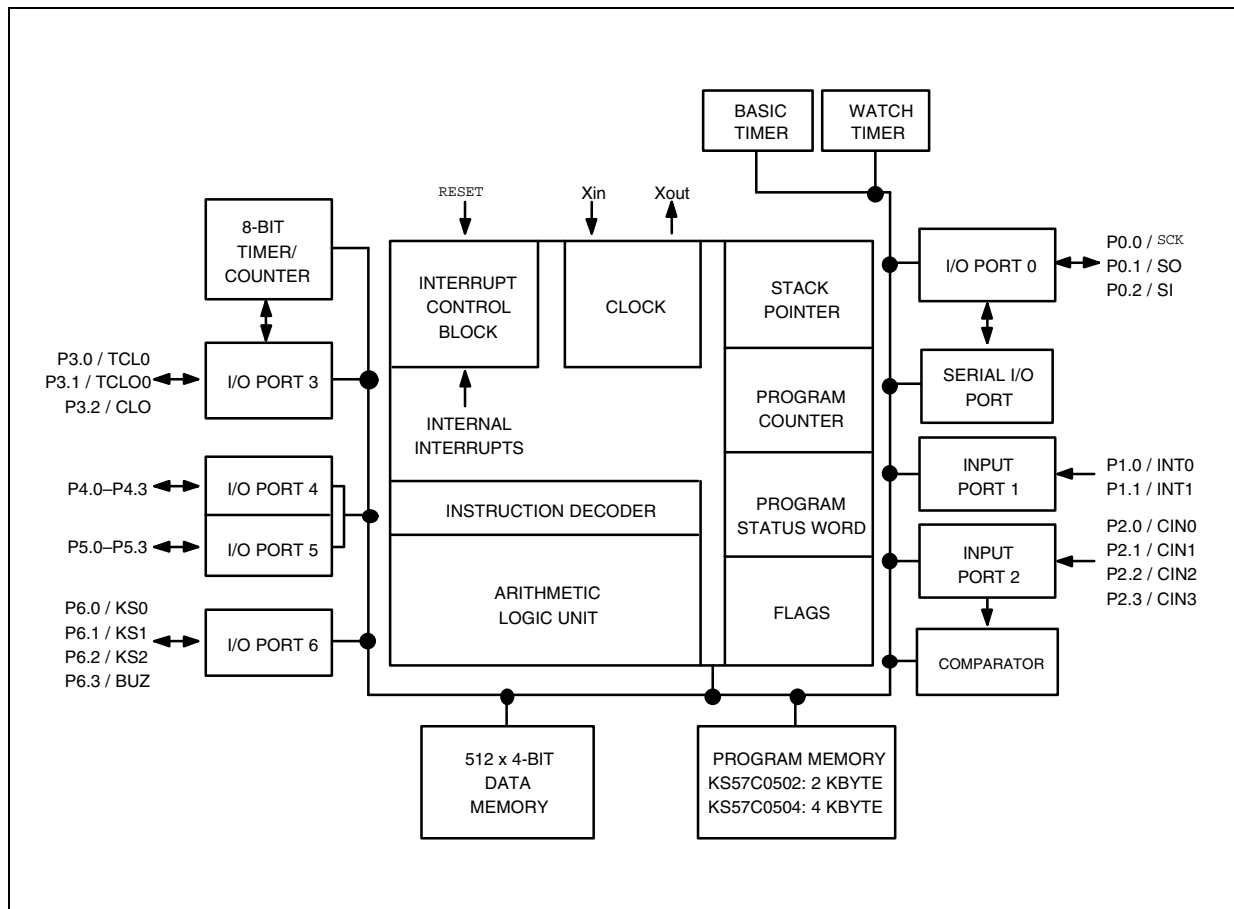 BASIC
TIMER
WATCH
TIMER
RESET
Xin
Xout
8-BIT
TIMER/
COUNTER
INTERRUPT
CONTROL
BLOCK
CLOCK
STACK
POINTER
I/O PORT 0
P0.0 / SCK
P0.1 / SO
P0.2 / SI
P3.0 / TCL0
P3.1 / TCLO0
P3.2 / CLO
I/O PORT 3
INTERNAL
INTERRUPTS
PROGRAM
COUNTER
SERIAL I/O
PORT
P4.0–P4.3
I/O PORT 4
P5.0–P5.3
I/O PORT 5
INSTRUCTION DECODER
PROGRAM
STATUS WORD
INPUT
PORT 1
P1.0 / INT0
P1.1 / INT1
INPUT
PORT 2
P2.0 / CIN0
P2.1 / CIN1
P2.2 / CIN2
P2.3 / CIN3
P6.0 / KS0
P6.1 / KS1
P6.2 / KS2
P6.3 / BUZ
I/O PORT 6
ARITHMETIC
LOGIC UNIT
FLAGS
COMPARATOR
512 x 4-BIT
DATA
MEMORY
PROGRAM MEMORY
KS57C0502: 2 KBYTE
KS57C0504: 4 KBYTE